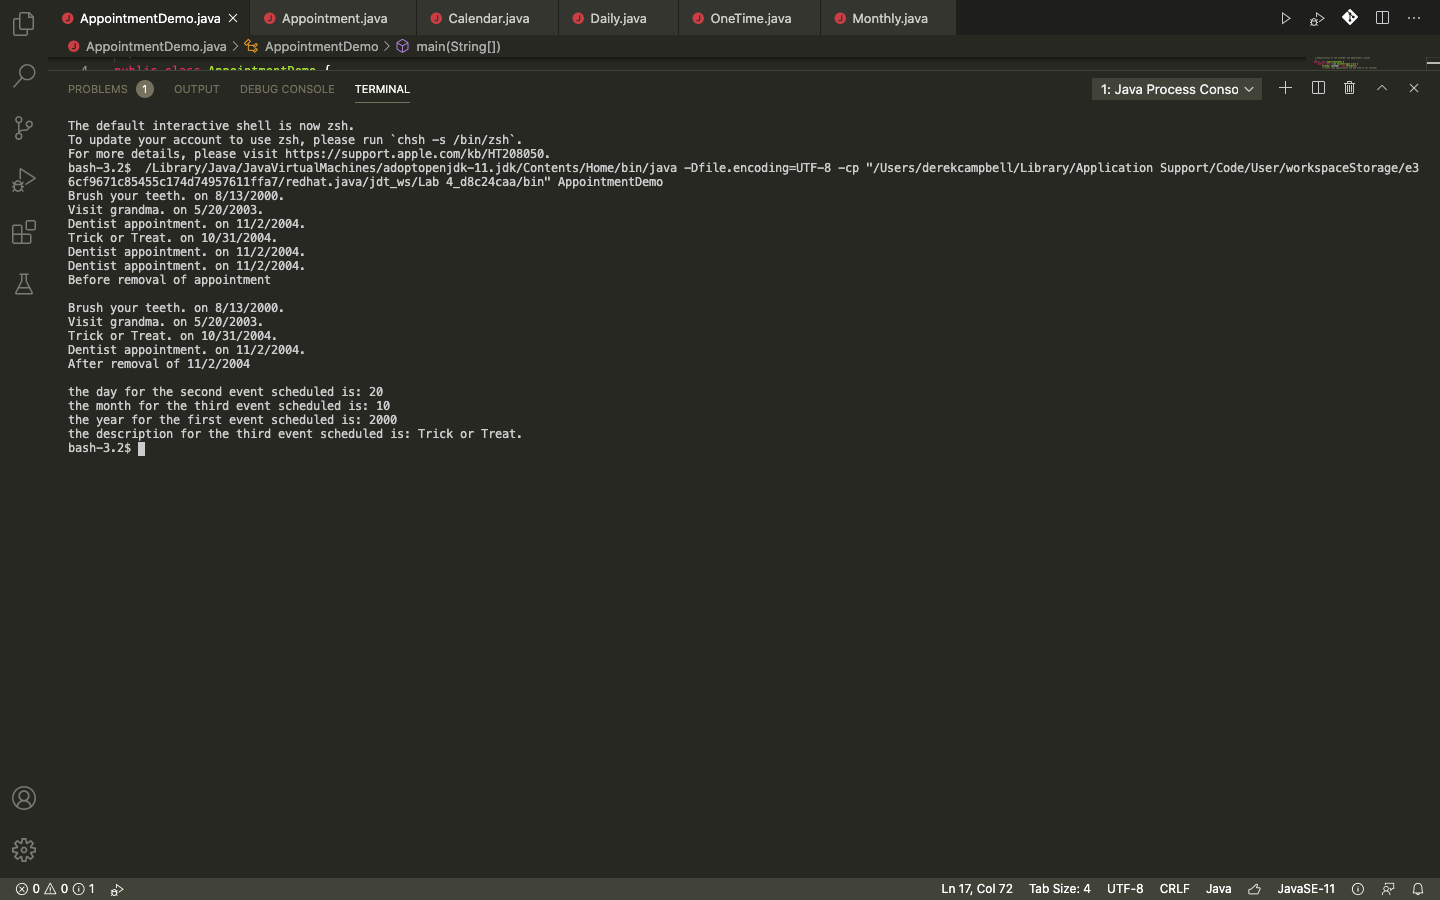 AppointmentDemo.java
Appointment.java
Calendar.java
Daily.java
OneTime.java
Monthly.java
AppointmentDemo.java > AppointmentDemo > main(String[])
4 public class AppointmentDemo {
PROBLEMS 1 OUTPUT DEBUG CONSOLE TERMINAL
1: Java Process Conso
The default interactive shell is now zsh.
To update your account to use zsh, please run `chsh -s /bin/zsh`.
For more details, please visit https://support.apple.com/kb/HT208050.
bash-3.2$  /Library/Java/JavaVirtualMachines/adoptopenjdk-11.jdk/Contents/Home/bin/java -Dfile.encoding=UTF-8 -cp "/Users/derekcampbell/Library/Application Support/Code/User/workspaceStorage/e3
6cf9671c85455c174d74957611ffa7/redhat.java/jdt_ws/Lab 4_d8c24caa/bin" AppointmentDemo
Brush your teeth. on 8/13/2000.
Visit grandma. on 5/20/2003.
Dentist appointment. on 11/2/2004.
Trick or Treat. on 10/31/2004.
Dentist appointment. on 11/2/2004.
Dentist appointment. on 11/2/2004.
Before removal of appointment
Brush your teeth. on 8/13/2000.
Visit grandma. on 5/20/2003.
Trick or Treat. on 10/31/2004.
Dentist appointment. on 11/2/2004.
After removal of 11/2/2004
the day for the second event scheduled is: 20
the month for the third event scheduled is: 10
the year for the first event scheduled is: 2000
the description for the third event scheduled is: Trick or Treat.
bash-3.2$
0 0 1 Ln 17, Col 72 Tab Size: 4 UTF-8 CRLF Java JavaSE-11